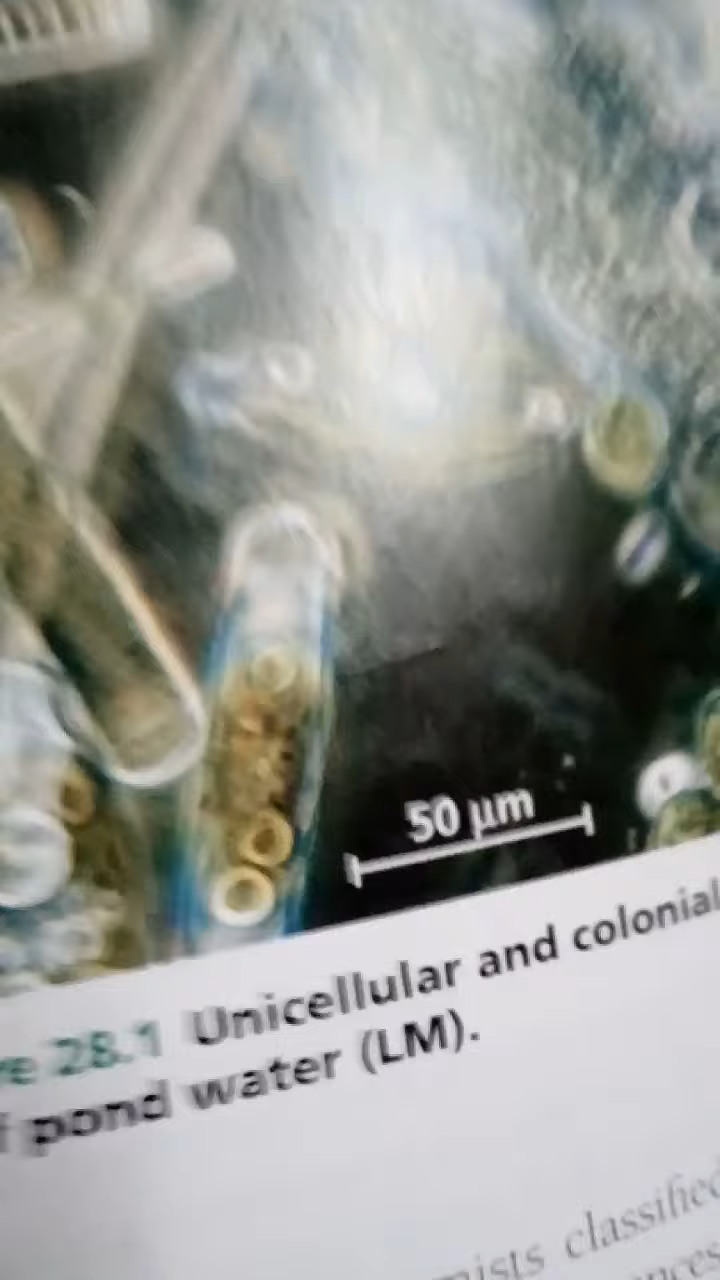 50 µm
28.1 Unicellular and colonial
pond water (LM).
classified